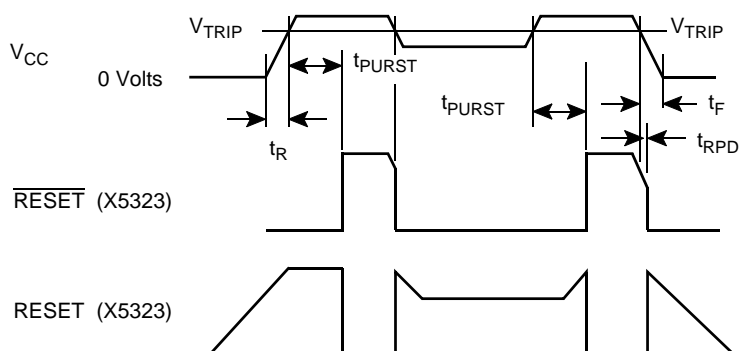 V_TRIP
V_TRIP
V_CC
0 Volts
t_PURST
t_PURST
t_F
t_R
t_RPD
RESET (X5323)
RESET (X5323)